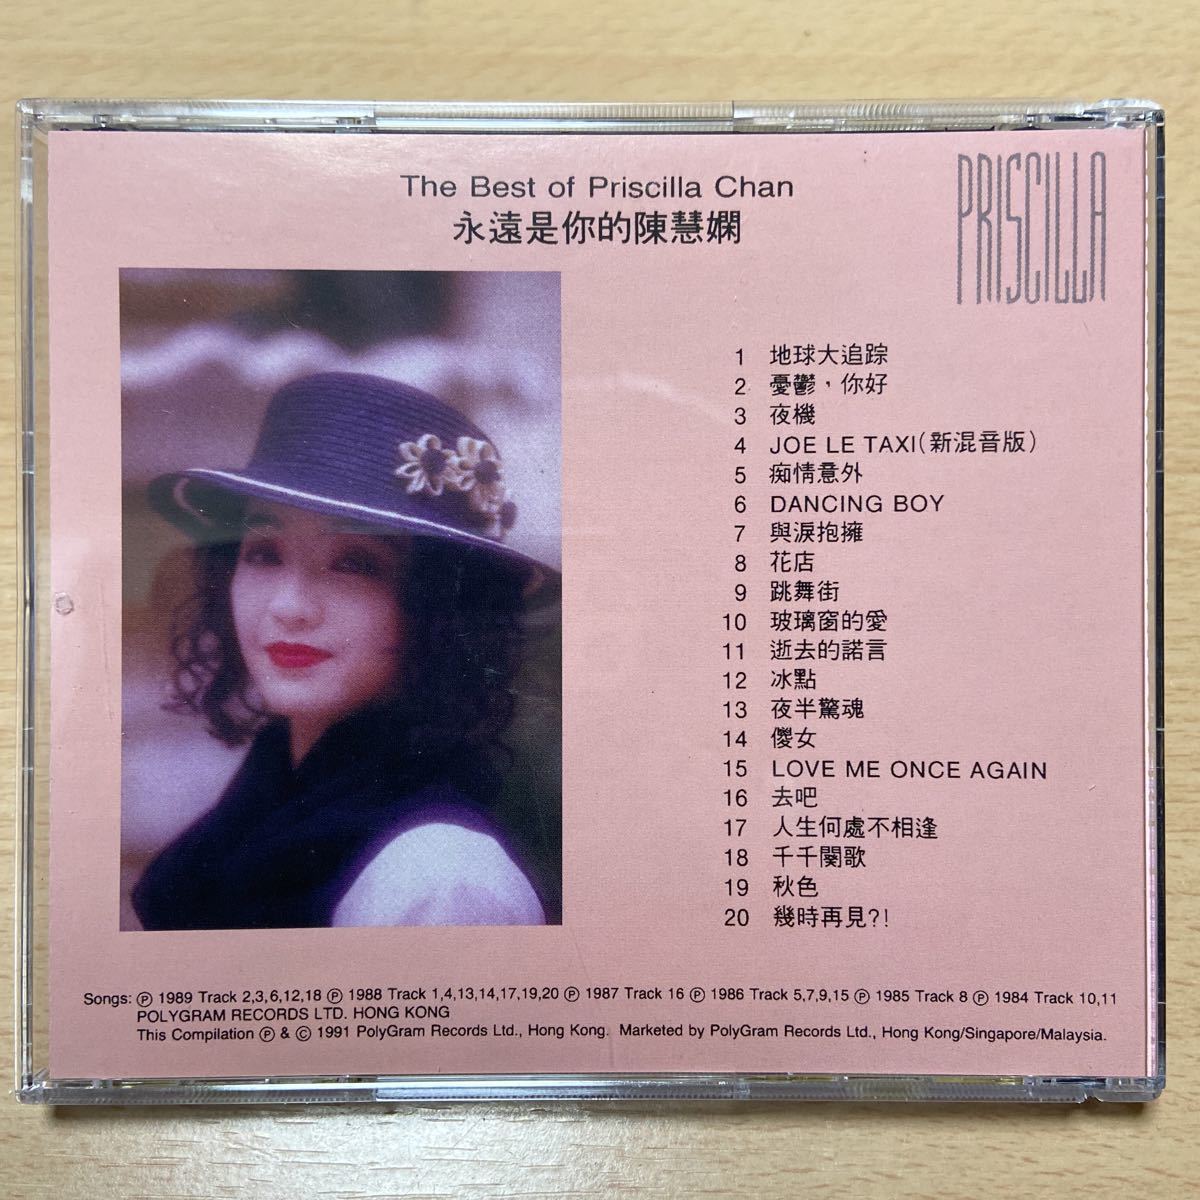 The Best of Priscilla Chan
永遠是你的陳慧嫻
PRISCILLA
1 地球大追踪
2 憂鬱，你好
3 夜機
4 JOE LE TAXI(新混音版)
5 痴情意外
6 DANCING BOY
7 與淚抱擁
8 花店
9 跳舞街
10 玻璃窗的愛
11 逝去的諾言
12 冰點
13 夜半驚魂
14 儍女
15 LOVE ME ONCE AGAIN
16 去吧
17 人生何處不相逢
18 千千闋歌
19 秋色
20 幾時再見?!
Songs: ℗ 1989 Track 2,3,6,12,18 ℗ 1988 Track 1,4,13,14,17,19,20 ℗ 1987 Track 16 ℗ 1986 Track 5,7,9,15 ℗ 1985 Track 8 ℗ 1984 Track 10,11
POLYGRAM RECORDS LTD. HONG KONG
This Compilation ℗ & © 1991 PolyGram Records Ltd., Hong Kong. Marketed by PolyGram Records Ltd., Hong Kong/Singapore/Malaysia.